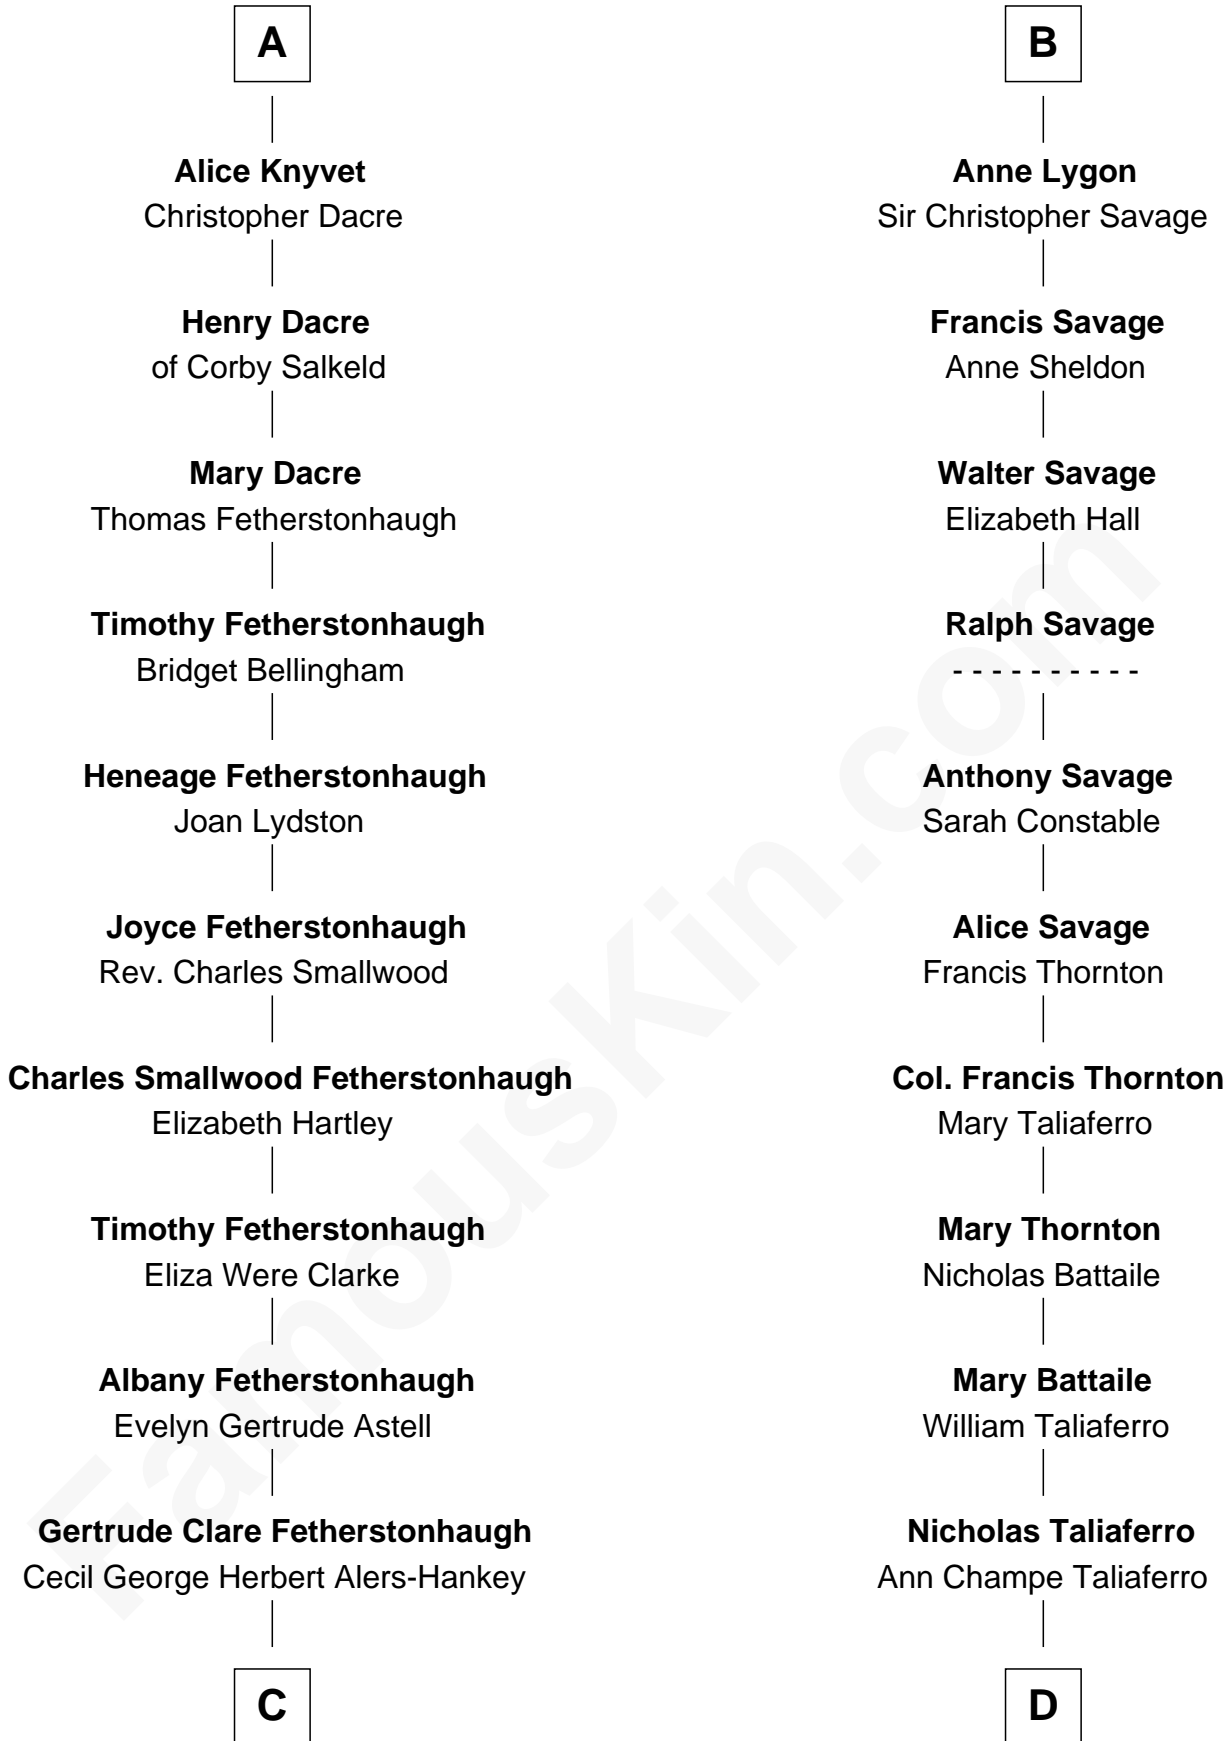 A
Alice Knyvet
Christopher Dacre
Henry Dacre
of Corby Salkeld
Mary Dacre
Thomas Fetherstonhaugh
Timothy Fetherstonhaugh
Bridget Bellingham
Heneage Fetherstonhaugh
Joan Lydston
Joyce Fetherstonhaugh
Rev. Charles Smallwood
Charles Smallwood Fetherstonhaugh
Elizabeth Hartley
Timothy Fetherstonhaugh
Eliza Were Clarke
Albany Fetherstonhaugh
Evelyn Gertrude Astell
Gertrude Clare Fetherstonhaugh
Cecil George Herbert Alers-Hankey
C
B
Anne Lygon
Sir Christopher Savage
Francis Savage
Anne Sheldon
Walter Savage
Elizabeth Hall
Ralph Savage
- - - - - - - - - -
Anthony Savage
Sarah Constable
Alice Savage
Francis Thornton
Col. Francis Thornton
Mary Taliaferro
Mary Thornton
Nicholas Battaile
Mary Battaile
William Taliaferro
Nicholas Taliaferro
Ann Champe Taliaferro
D
FamousKin.com